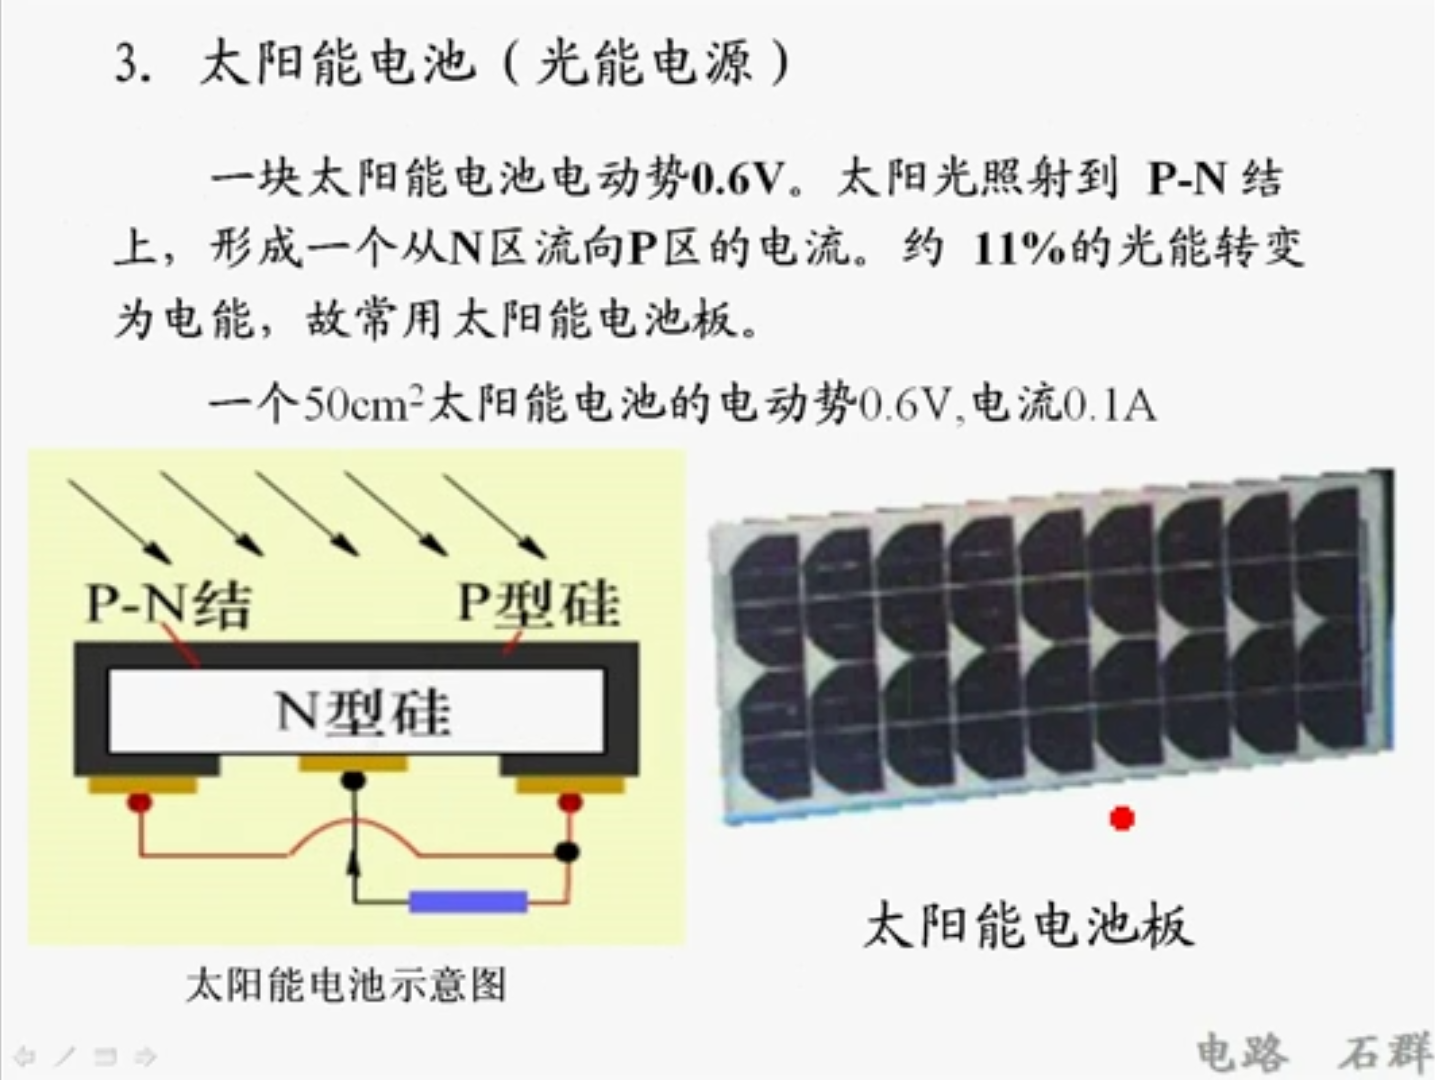 3. 太阳能电池（光能电源）
一块太阳能电池电动势0.6V。太阳光照射到 P-N 结
上，形成一个从N区流向P区的电流。约 11%的光能转变
为电能，故常用太阳能电池板。
一个50cm²太阳能电池的电动势0.6V,电流0.1A
P-N结
P型硅
N型硅
太阳能电池板
太阳能电池示意图
电路 石群